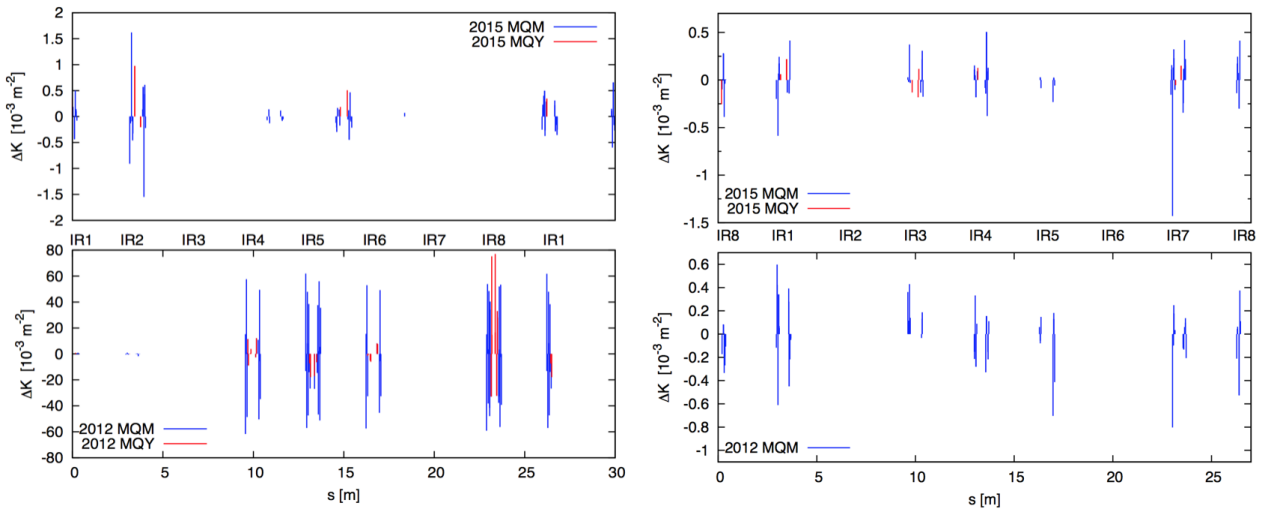 2
1.5
1
0.5
0
-0.5
-1
-1.5
-2
ΔK [10⁻³ m⁻²]
2015 MQM
2015 MQY
IR1 IR2 IR3 IR4 IR5 IR6 IR7 IR8 IR1
80
60
40
20
0
-20
-40
-60
-80
ΔK [10⁻³ m⁻²]
2012 MQM
2012 MQY
0 5 10 15 20 25 30
s [m]
0.5
0
-0.5
-1
-1.5
ΔK [10⁻³ m⁻²]
2015 MQM
2015 MQY
IR8 IR1 IR2 IR3 IR4 IR5 IR6 IR7 IR8
0.6
0.4
0.2
0
-0.2
-0.4
-0.6
-0.8
-1
ΔK [10⁻³ m⁻²]
2012 MQM
0 5 10 15 20 25
s [m]